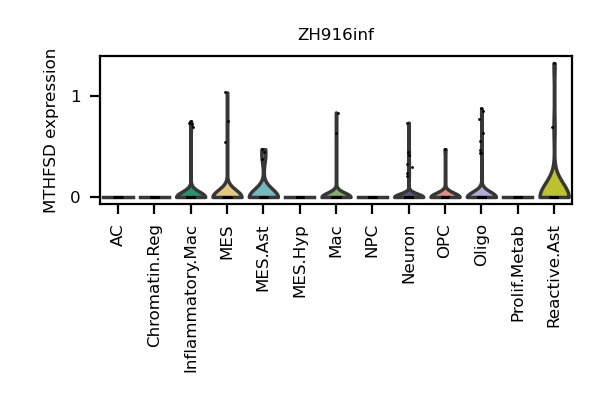 ZH916inf
MTHFSD expression
1
0
AC
Chromatin.Reg
Inflammatory.Mac
MES
MES.Ast
MES.Hyp
Mac
NPC
Neuron
OPC
Oligo
Prolif.Metab
Reactive.Ast